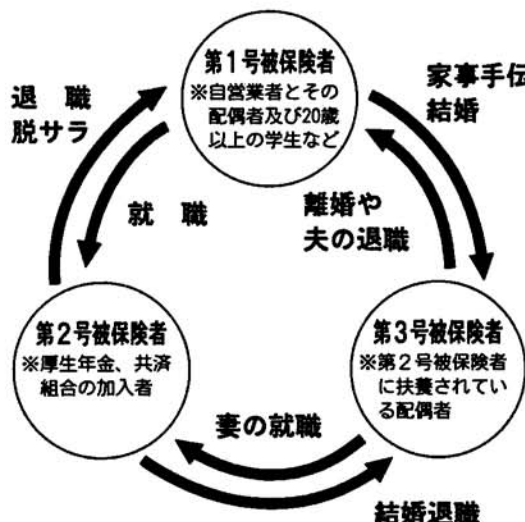 第1号被保険者
※自営業者とその
配偶者及び20歳
以上の学生など
退 職
脱サラ
家事手伝
結婚
就 職
離婚や
夫の退職
第2号被保険者
※厚生年金、共済
組合の加入者
第3号被保険者
※第2号被保険者
に扶養されてい
る配偶者
妻の就職
結婚退職